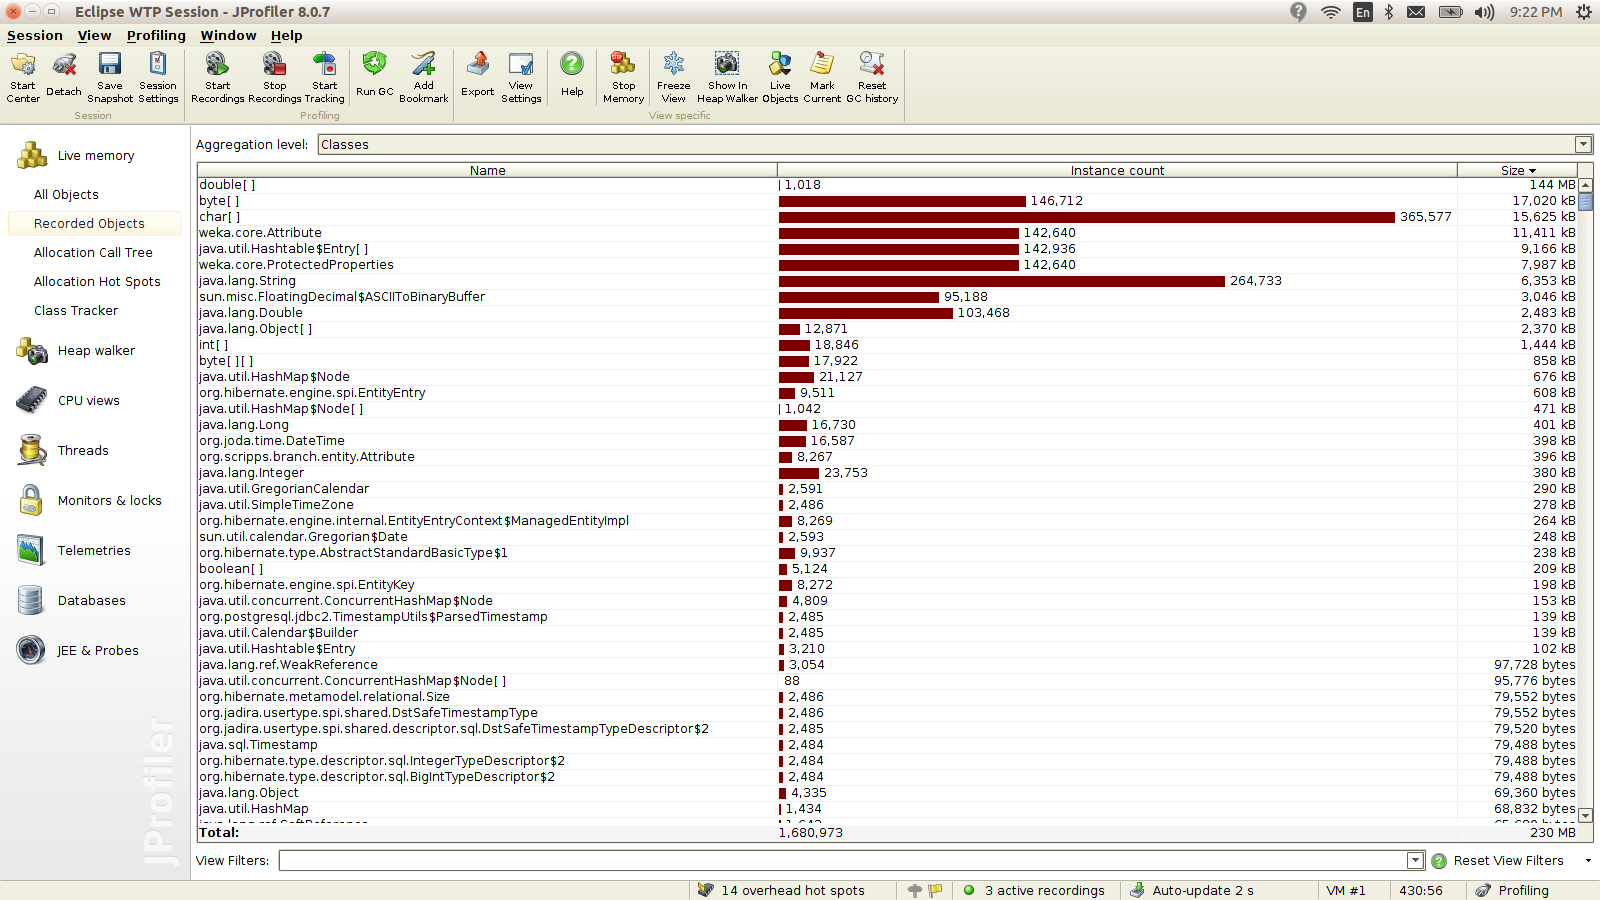 Eclipse WTP Session - JProfiler 8.0.7
En
9:22 PM
Session View Profiling Window Help
Start Center
Detach
Save Snapshot
Session Settings
Start Recordings
Stop Recordings
Start Tracking
Run GC
Add Bookmark
Export
View Settings
Help
Stop Memory
Freeze View
Show In Heap Walker
Live Objects
Mark Current
Reset GC history
Session
Profiling
View specific
Live memory
All Objects
Recorded Objects
Allocation Call Tree
Allocation Hot Spots
Class Tracker
Heap walker
CPU views
Threads
Monitors & locks
Telemetries
Databases
JEE & Probes
JProfiler
Aggregation level: Classes
Name Instance count Size
double[ ] 1,018 144 MB
byte[ ] 146,712 17,020 kB
char[ ] 365,577 15,625 kB
weka.core.Attribute 142,640 11,411 kB
java.util.Hashtable$Entry[ ] 142,936 9,166 kB
weka.core.ProtectedProperties 142,640 7,987 kB
java.lang.String 264,733 6,353 kB
sun.misc.FloatingDecimal$ASCIIToBinaryBuffer 95,188 3,046 kB
java.lang.Double 103,468 2,483 kB
java.lang.Object[ ] 12,871 2,370 kB
int[ ] 18,846 1,444 kB
byte[ ][ ] 17,922 858 kB
java.util.HashMap$Node 21,127 676 kB
org.hibernate.engine.spi.EntityEntry 9,511 608 kB
java.util.HashMap$Node[ ] 1,042 471 kB
java.lang.Long 16,730 401 kB
org.joda.time.DateTime 16,587 398 kB
org.scripps.branch.entity.Attribute 8,267 396 kB
java.lang.Integer 23,753 380 kB
java.util.GregorianCalendar 2,591 290 kB
java.util.SimpleTimeZone 2,486 278 kB
org.hibernate.engine.internal.EntityEntryContext$ManagedEntityImpl 8,269 264 kB
sun.util.calendar.Gregorian$Date 2,593 248 kB
org.hibernate.type.AbstractStandardBasicType$1 9,937 238 kB
boolean[ ] 5,124 209 kB
org.hibernate.engine.spi.EntityKey 8,272 198 kB
java.util.concurrent.ConcurrentHashMap$Node 4,809 153 kB
org.postgresql.jdbc2.TimestampUtils$ParsedTimestamp 2,485 139 kB
java.util.Calendar$Builder 2,485 139 kB
java.util.Hashtable$Entry 3,210 102 kB
java.lang.ref.WeakReference 3,054 97,728 bytes
java.util.concurrent.ConcurrentHashMap$Node[ ] 88 95,776 bytes
org.hibernate.metamodel.relational.Size 2,486 79,552 bytes
org.jadira.usertype.spi.shared.DstSafeTimestampType 2,486 79,552 bytes
org.jadira.usertype.spi.shared.descriptor.sql.DstSafeTimestampTypeDescriptor$2 2,485 79,520 bytes
java.sql.Timestamp 2,484 79,488 bytes
org.hibernate.type.descriptor.sql.IntegerTypeDescriptor$2 2,484 79,488 bytes
org.hibernate.type.descriptor.sql.BigIntTypeDescriptor$2 2,484 79,488 bytes
java.lang.Object 4,335 69,360 bytes
java.util.HashMap 1,434 68,832 bytes
Total: 1,680,973 230 MB
View Filters: Reset View Filters
14 overhead hot spots 3 active recordings Auto-update 2 s VM #1 430:56 Profiling